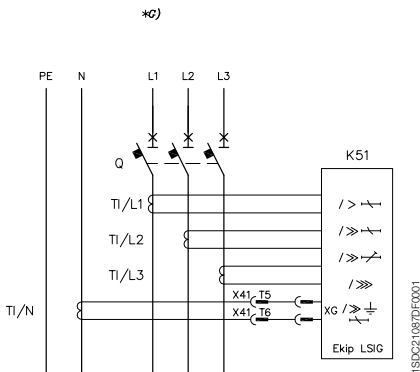 *G)
PE N L1 L2 L3
Q
K51
TI/L1
/>
TI/L2
/≫
/≫
TI/L3
/⋙
X41 T5
TI/N
XG /≫
X41 T6
Ekip LSIG
1SDC21087DF0001